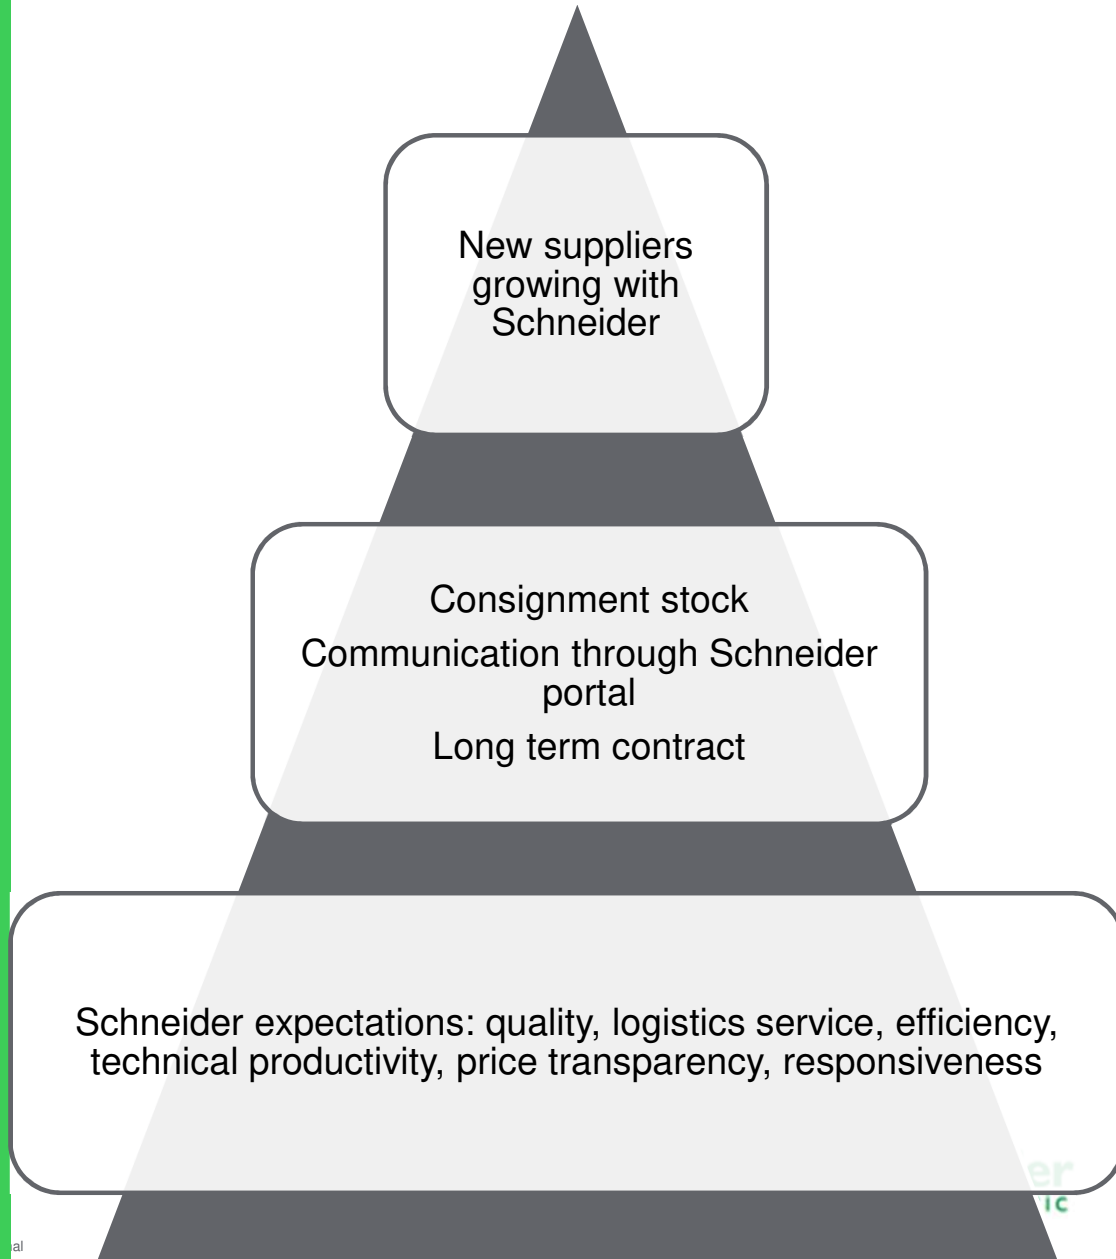 New suppliers
growing with
Schneider
Consignment stock
Communication through Schneider
portal
Long term contract
Schneider expectations: quality, logistics service, efficiency,
technical productivity, price transparency, responsiveness